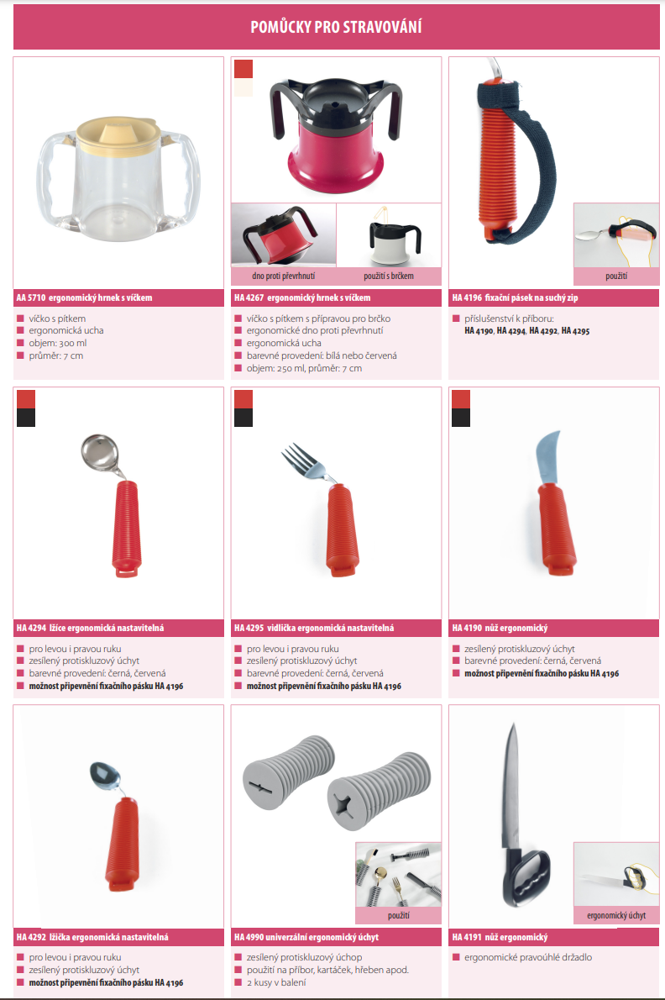 POMŮCKY PRO STRAVOVÁNÍ
AA 5710 ergonomický hrnek s víčkem
víčko s pítkem
ergonomická ucha
objem: 300 ml
průměr: 7 cm
dno proti převrhnutí
použití s brčkem
HA 4267 ergonomický hrnek s víčkem
víčko s pítkem s přípravou pro brčko
ergonomické dno proti převrhnutí
ergonomická ucha
barevné provedení: bílá nebo červená
objem: 250 ml, průměr: 7 cm
použití
HA 4196 fixační pásek na suchý zip
příslušenství k příboru:
HA 4190, HA 4294, HA 4292, HA 4295
HA 4294 lžíce ergonomická nastavitelná
pro levou i pravou ruku
zesílený protiskluzový úchyt
barevné provedení: černá, červená
možnost připevnění fixačního pásku HA 4196
HA 4295 vidlička ergonomická nastavitelná
pro levou i pravou ruku
zesílený protiskluzový úchyt
barevné provedení: černá, červená
možnost připevnění fixačního pásku HA 4196
HA 4190 nůž ergonomický
zesílený protiskluzový úchyt
barevné provedení: černá, červená
možnost připevnění fixačního pásku HA 4196
HA 4292 lžička ergonomická nastavitelná
pro levou i pravou ruku
zesílený protiskluzový úchyt
možnost připevnění fixačního pásku HA 4196
použití
HA 4990 univerzální ergonomický úchyt
zesílený protiskluzový úchop
použití na příbor, kartáček, hřeben apod.
2 kusy v balení
ergonomický úchyt
HA 4191 nůž ergonomický
ergonomické pravoúhlé držadlo